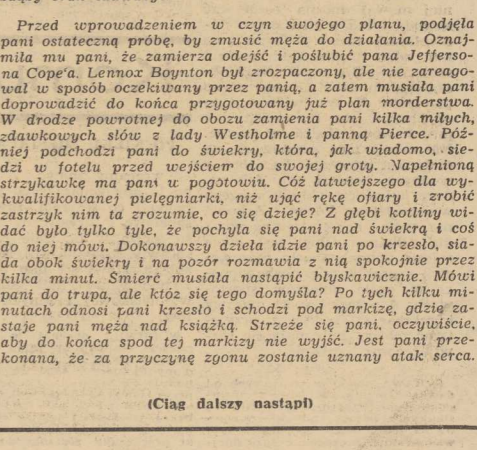 Przed wprowadzeniem w czyn swojego planu, podjęła
pani ostateczną próbę, by zmusić męża do działania. Oznaj-
miła mu pani, że zamierza odejść i poślubić pana Jefferso-
na Cope'a. Lennox Boynton był zrozpaczony, ale nie zareago-
wał w sposób oczekiwany przez panią, a zatem musiała pani
doprowadzić do końca przygotowany już plan morderstwa.
W drodze powrotnej do obozu zamienia pani kilka miłych,
zdawkowych słów z lady Westholme i panną Pierce. Póź-
niej podchodzi pani do świekry, która, jak wiadomo, sie-
dzi w fotelu przed wejściem do swojej groty. Napełnioną
strzykawkę ma pani w pogotowiu. Cóż łatwiejszego dla wy-
kwalifikowanej pielęgniarki, niż ująć rękę ofiary i zrobić
zastrzyk nim ta zrozumie, co się dzieje? Z głębi kotliny wi-
dać było tylko tyle, że pochyla się pani nad świekrą i coś
do niej mówi. Dokonawszy dzieła idzie pani po krzesło, sia-
da obok świekry i na pozór rozmawia z nią spokojnie przez
kilka minut. Śmierć musiała nastąpić błyskawicznie. Mówi
pani do trupa, ale któż się tego domyśla? Po tych kilku mi-
nutach odnosi pani krzesło i schodzi pod markizę, gdzie za-
staje pani męża nad książką. Strzeże się pani, oczywiście,
aby do końca spod tej markizy nie wyjść. Jest pani prze-
konana, że za przyczynę zgonu zostanie uznany atak serca.
(Ciąg dalszy nastąpi)